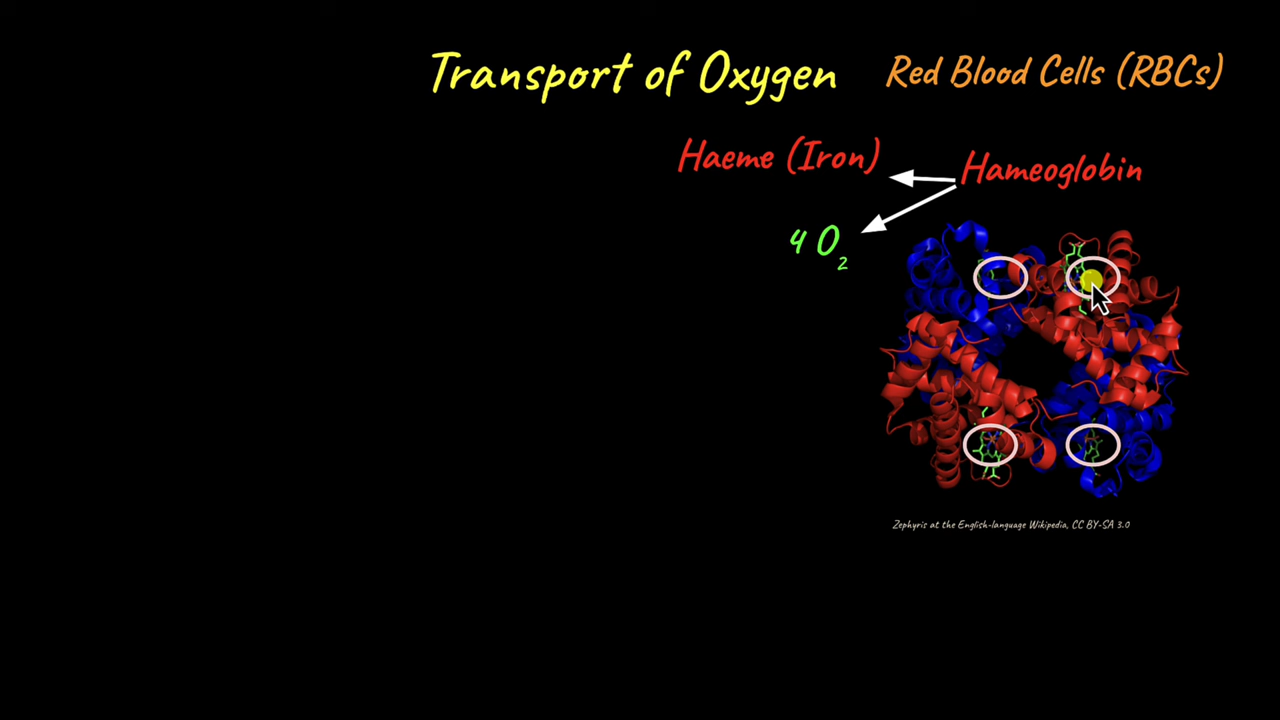 Transport of Oxygen
Red Blood Cells (RBCs)
Haeme (Iron)
Hameoglobin
4 O₂
Zephyris at the English-language Wikipedia, CC BY-SA 3.0